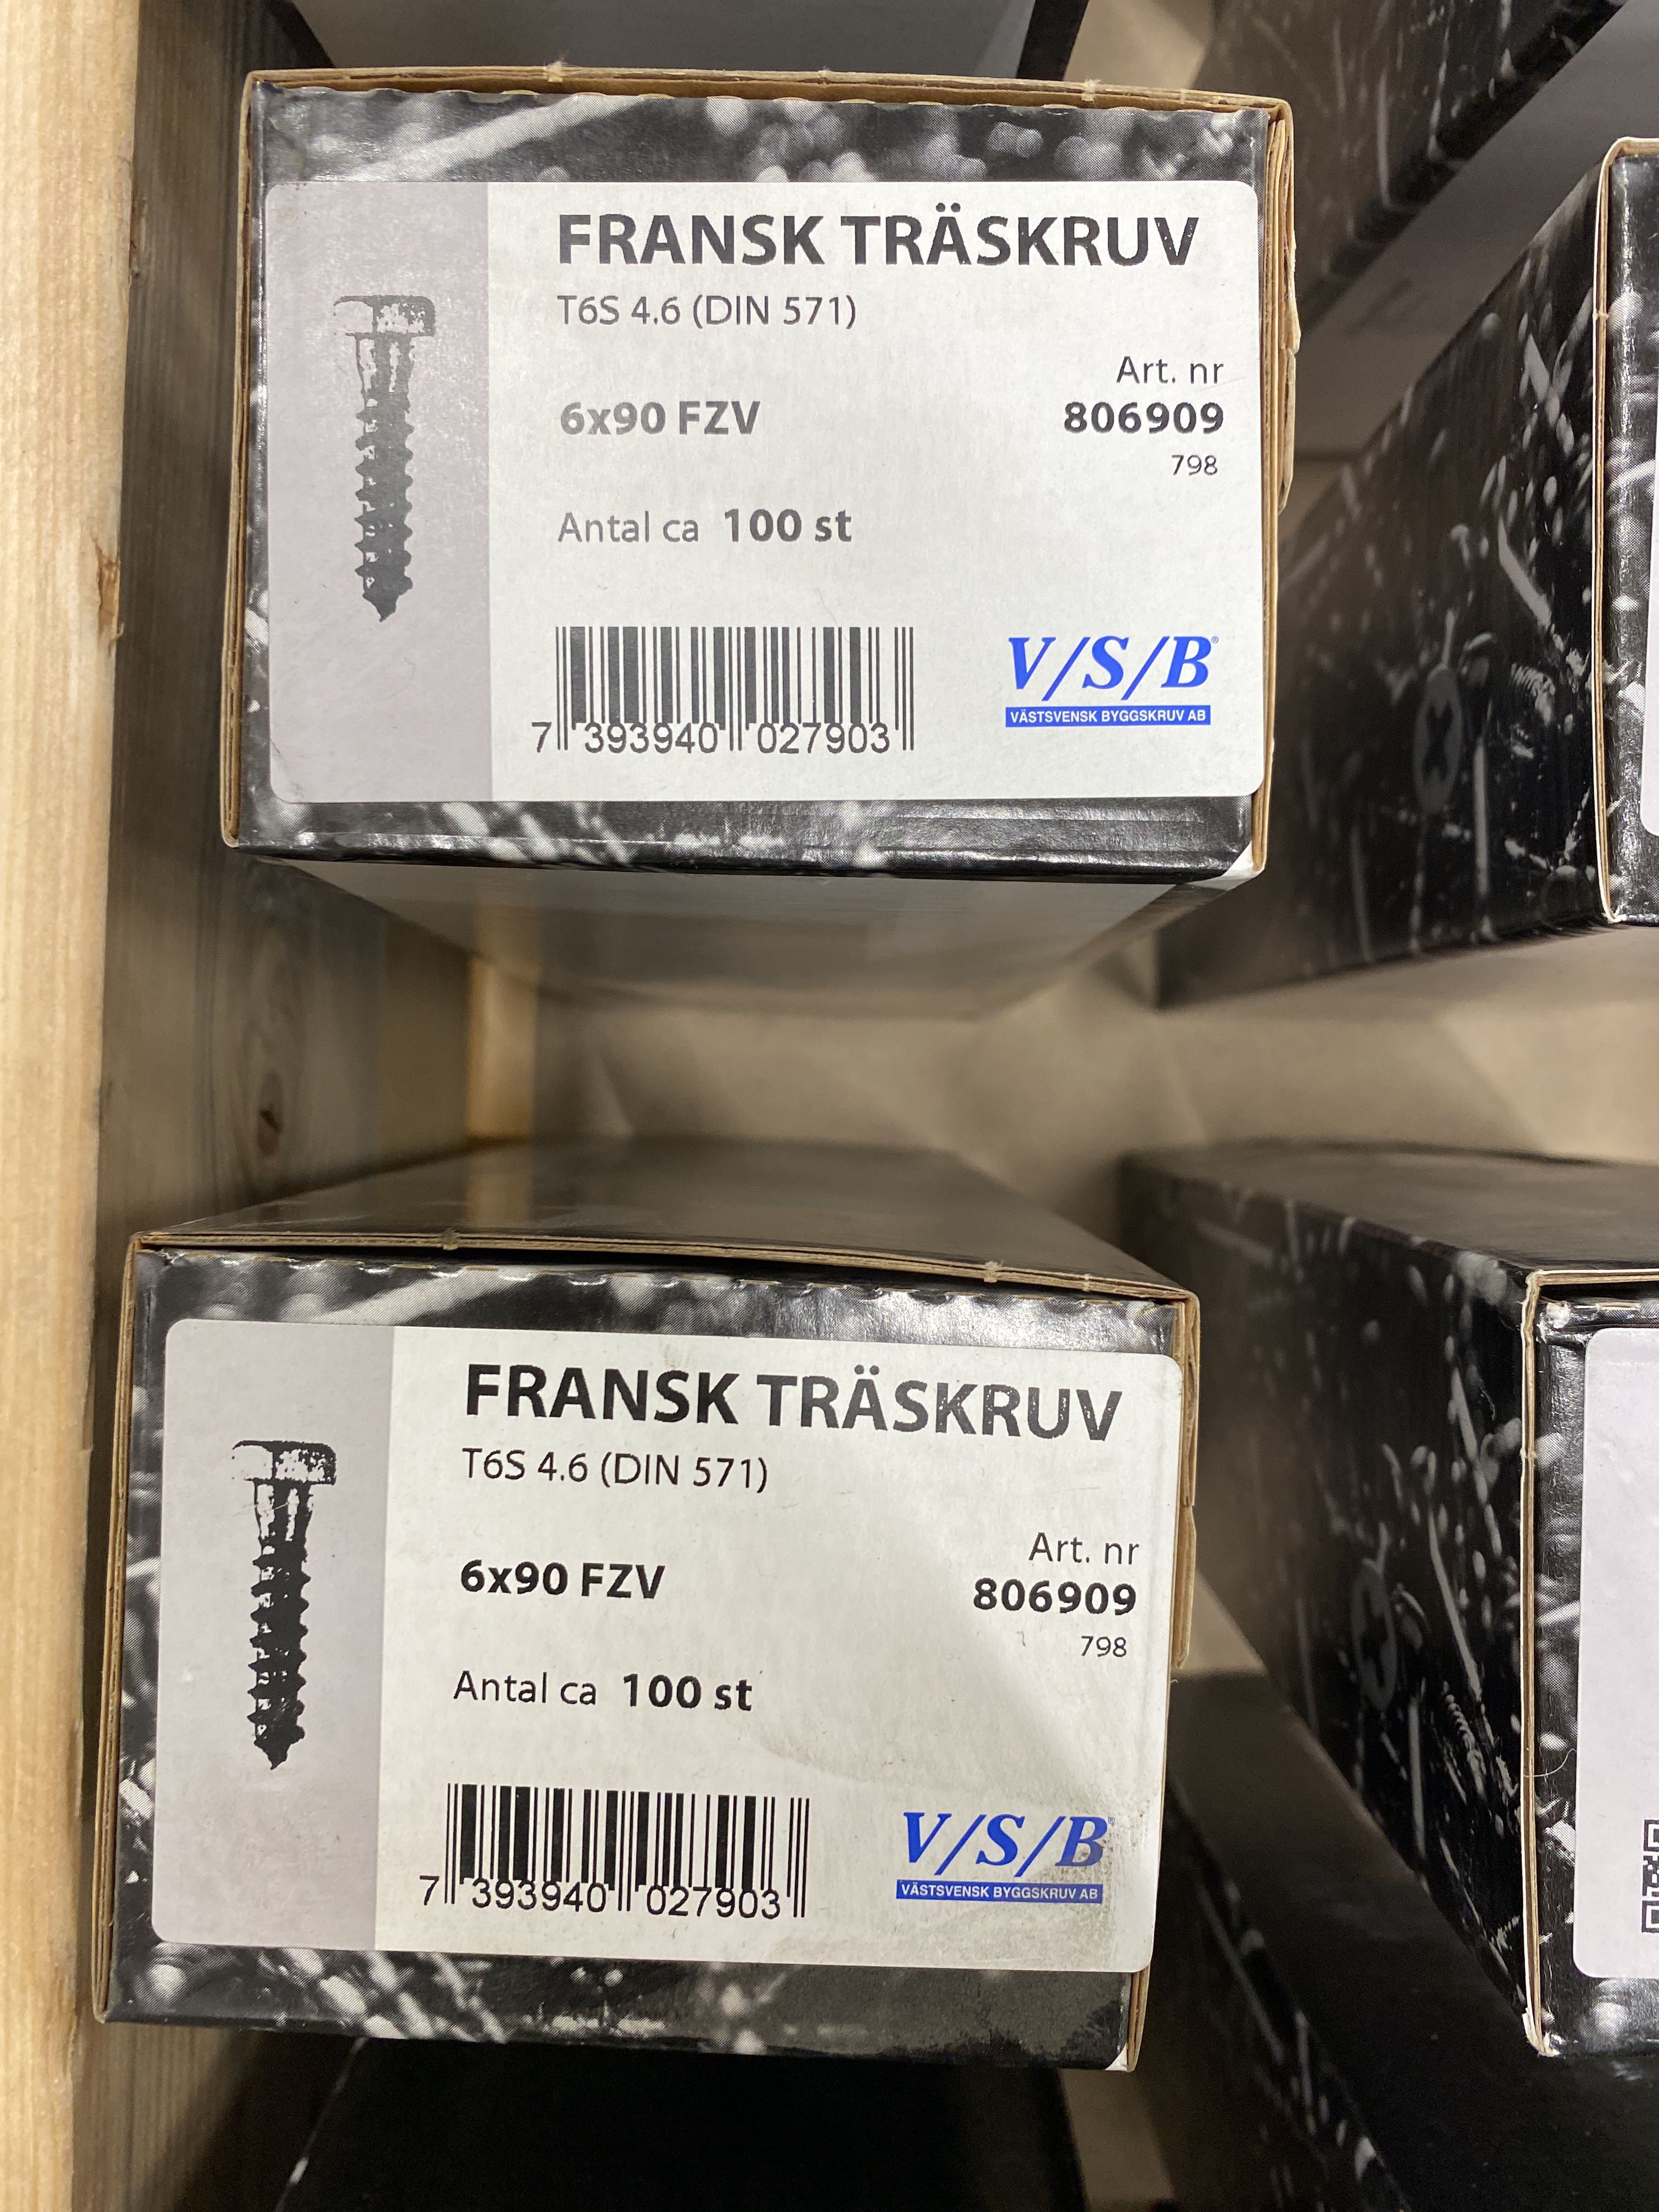 FRANSK TRÄSKRUV
T6S 4.6 (DIN 571)
Art. nr
6x90 FZV
806909
798
Antal ca 100 st
7 393940 027903
V/S/B®
VÄSTSVENSK BYGGSKRUV AB
FRANSK TRÄSKRUV
T6S 4.6 (DIN 571)
Art. nr
6x90 FZV
806909
798
Antal ca 100 st
7 393940 027903
V/S/B®
VÄSTSVENSK BYGGSKRUV AB